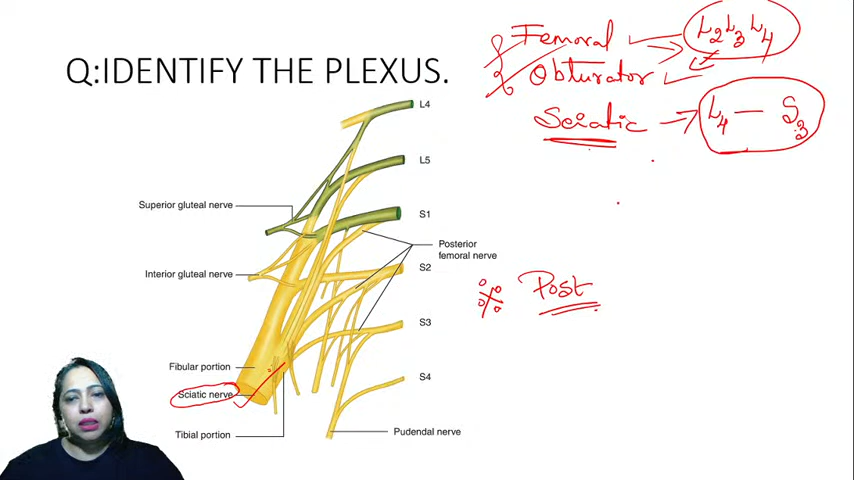 Q:IDENTIFY THE PLEXUS.
Femoral L2 L3 L4
Obturator
Sciatic → L4 — S3
L4
L5
Superior gluteal nerve
S1
Posterior
femoral nerve
Interior gluteal nerve
S2
Post
S3
Fibular portion
S4
Sciatic nerve
Tibial portion
Pudendal nerve